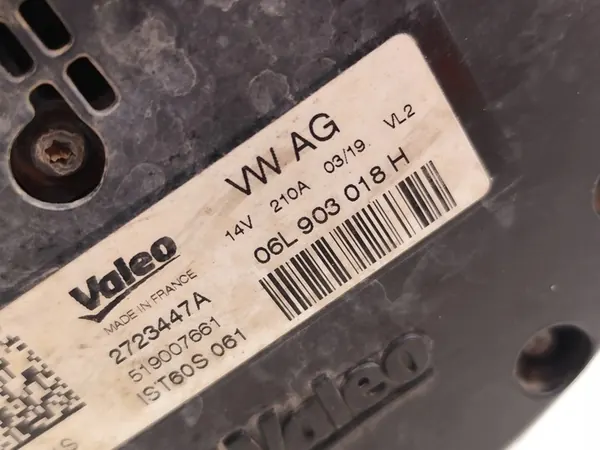 VW AG
14V 210A 03/19 VL2
06L 903 018 H
Valeo
MADE IN FRANCE
2723447A
519007661
IST60S 061
Valeo